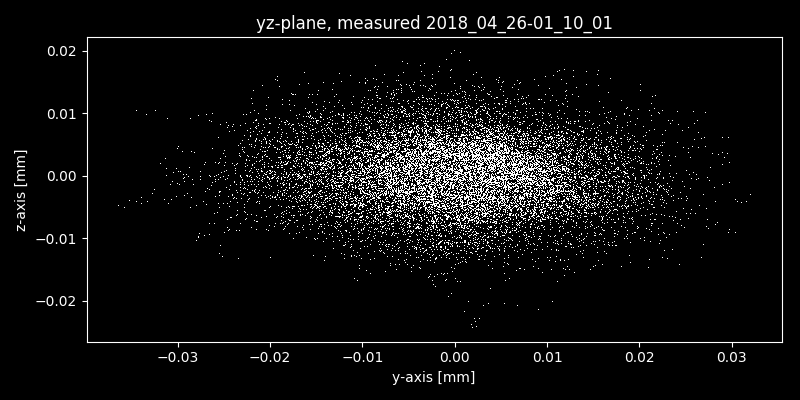 yz-plane, measured 2018_04_26-01_10_01
z-axis [mm]
0.02
0.01
0.00
−0.01
−0.02
−0.03 −0.02 −0.01 0.00 0.01 0.02 0.03
y-axis [mm]